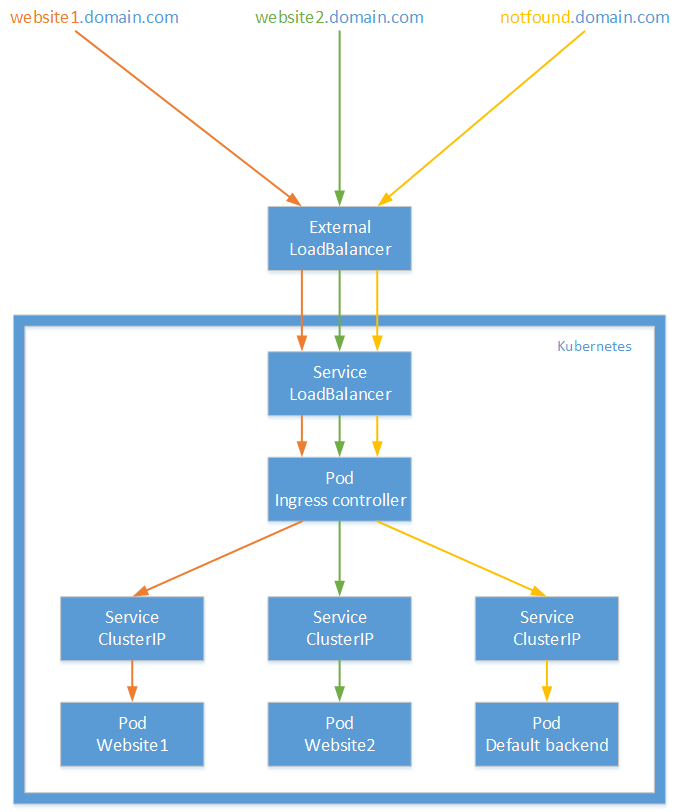 website1.domain.com website2.domain.com notfound.domain.com
External
LoadBalancer
Kubernetes
Service
LoadBalancer
Pod
Ingress controller
Service
ClusterIP
Service
ClusterIP
Service
ClusterIP
Pod
Website1
Pod
Website2
Pod
Default backend